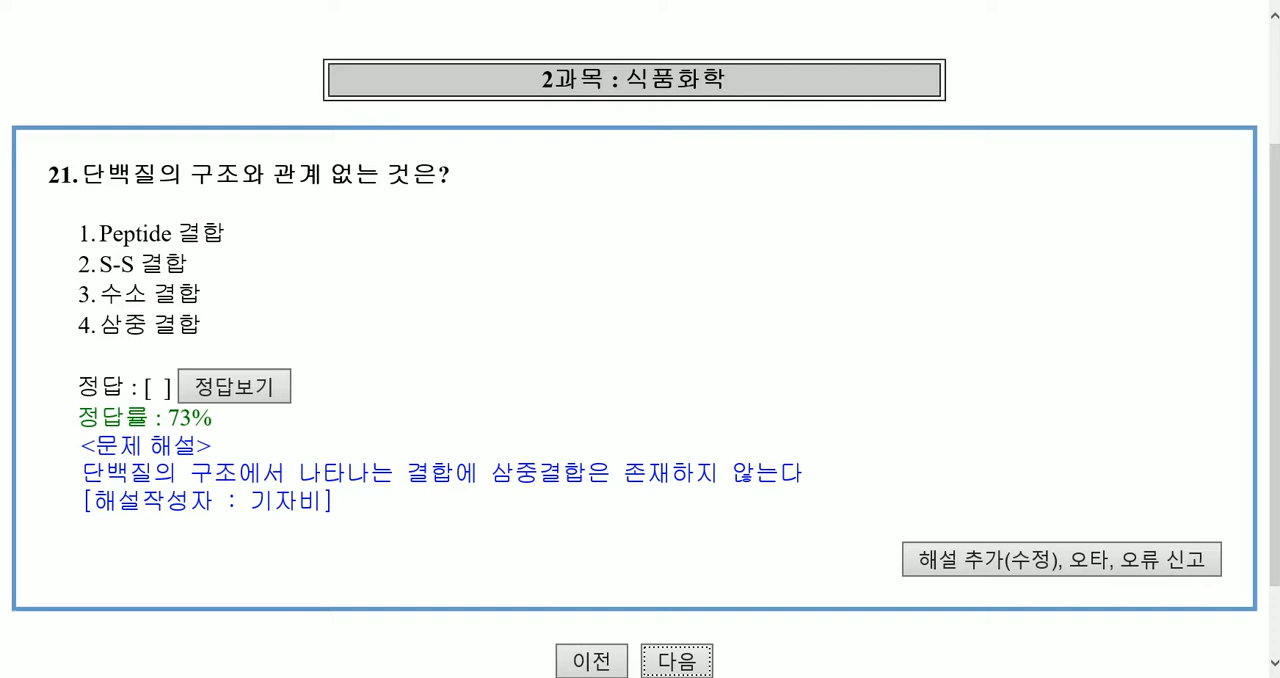 2과목 : 식품화학
21. 단백질의 구조와 관계 없는 것은?
1. Peptide 결합
2. S-S 결합
3. 수소 결합
4. 삼중 결합
정답 : [ ] 정답보기
정답률 : 73%
<문제 해설>
단백질의 구조에서 나타나는 결합에 삼중결합은 존재하지 않는다
[해설작성자 : 기자비]
해설 추가(수정), 오타, 오류 신고
이전 다음